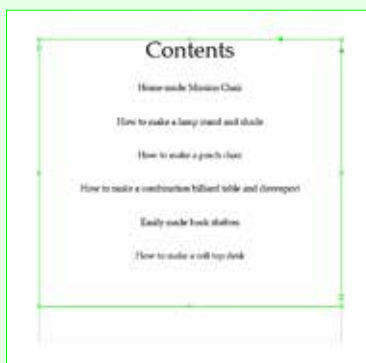 Contents
Home-made Mission Chair
How to make a lamp stand and shade
How to make a porch chair
How to make a combination billiard table and davenport
Easily made book shelves
How to make a roll top desk